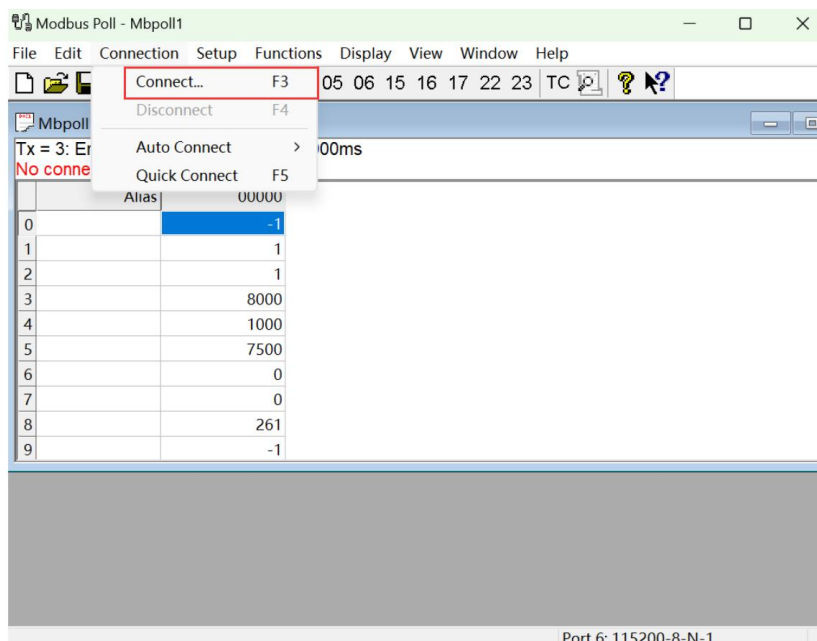 Modbus Poll - Mbpoll1
File Edit Connection Setup Functions Display View Window Help
05 06 15 16 17 22 23 TC
Connect... F3
Disconnect F4
Auto Connect >
Quick Connect F5
Mbpoll
Tx = 3: Er 00ms
No conne
Alias 00000
0 -1
1 1
2 1
3 8000
4 1000
5 7500
6 0
7 0
8 261
9 -1
Port 6: 115200-8-N-1